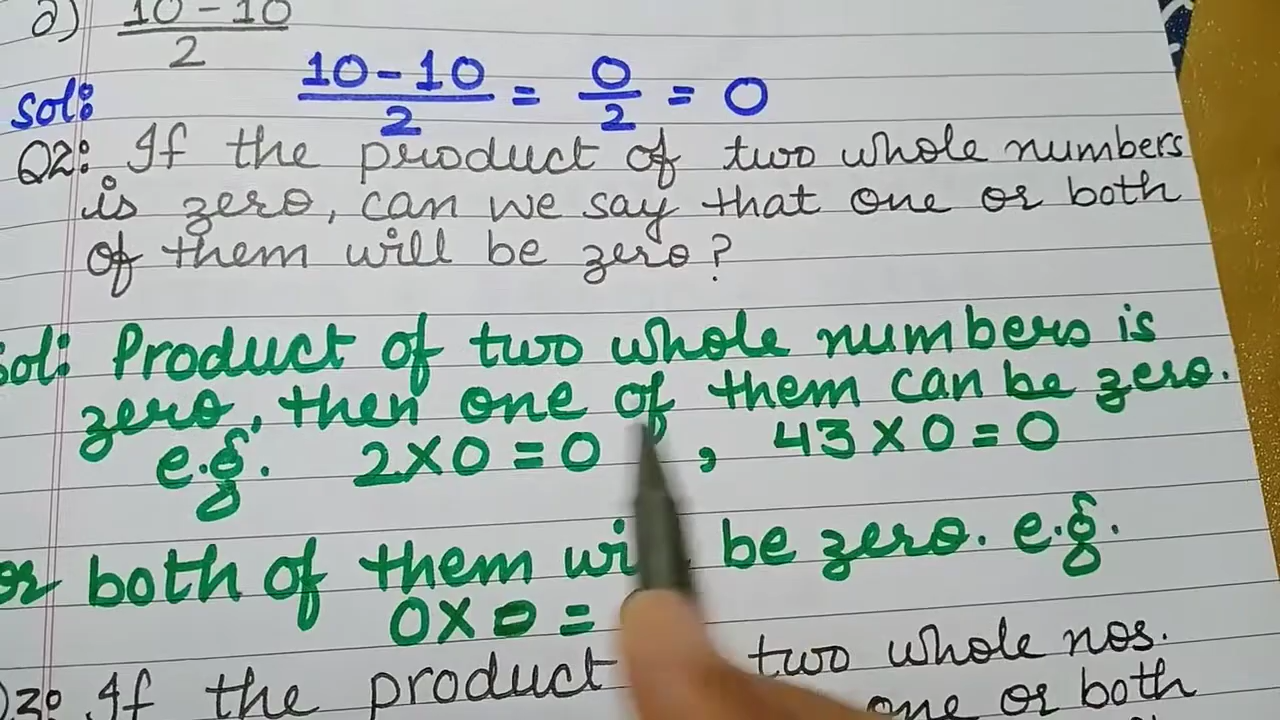 a) 10 - 10
2
Sol: 10 - 10 / 2 = 0 / 2 = 0
Q2: If the product of two whole numbers
is zero, can we say that one or both
of them will be zero?
Sol: Product of two whole numbers is
zero, then one of them can be zero.
e.g. 2 X 0 = 0 , 43 X 0 = 0
or both of them will be zero. e.g.
0 X 0 =
Q3: If the product two whole nos.
one or both